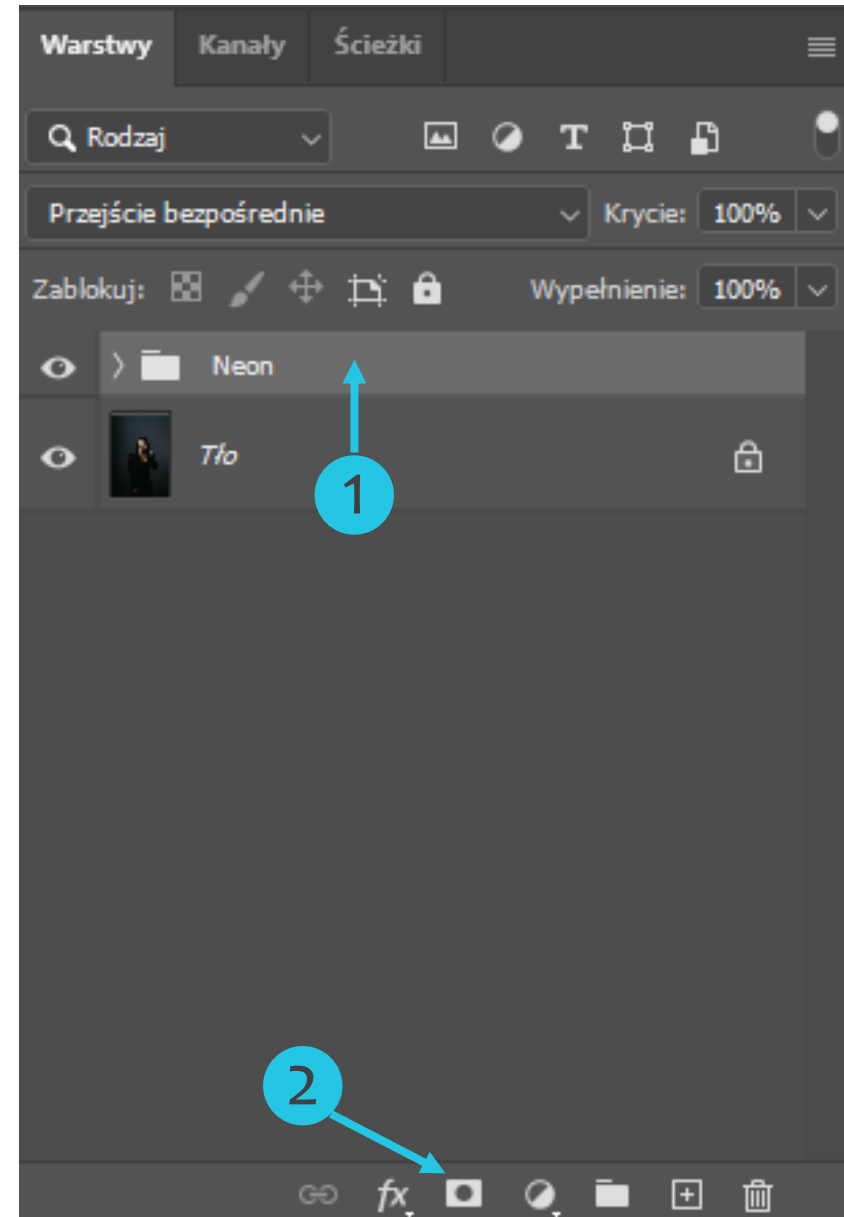 Warstwy Kanały Ścieżki
Rodzaj T
Przejście bezpośrednie Krycie: 100%
Zablokuj: Wypełnienie: 100%
Neon
Tło
1
2
fx